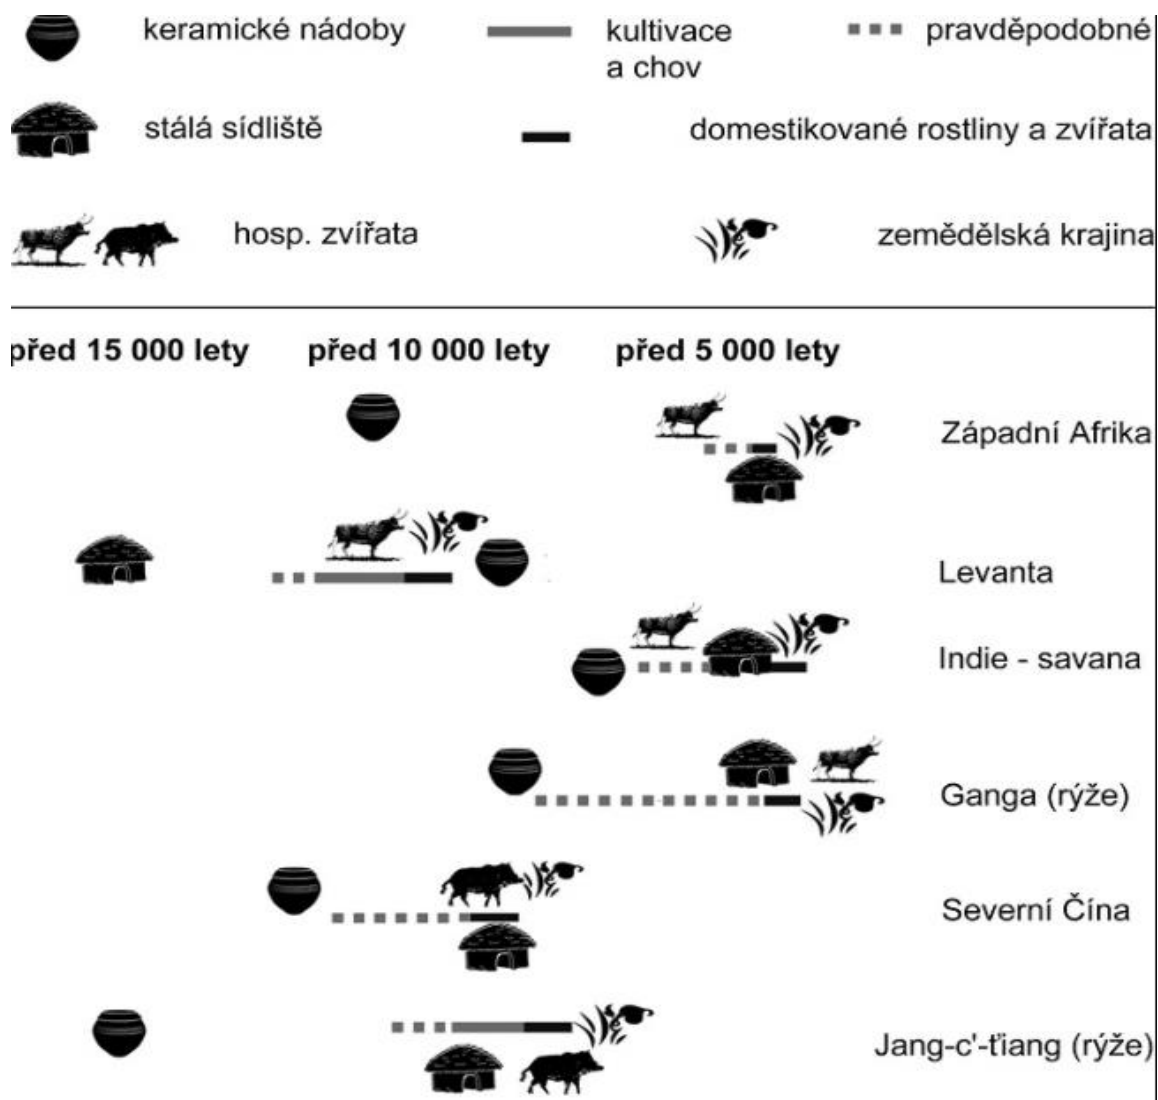 keramické nádoby
kultivace
a chov
pravděpodobné
stálá sídliště
domestikované rostliny a zvířata
hosp. zvířata
zemědělská krajina
před 15 000 lety
před 10 000 lety
před 5 000 lety
Západní Afrika
Levanta
Indie - savana
Ganga (rýže)
Severní Čína
Jang-c'-ťiang (rýže)